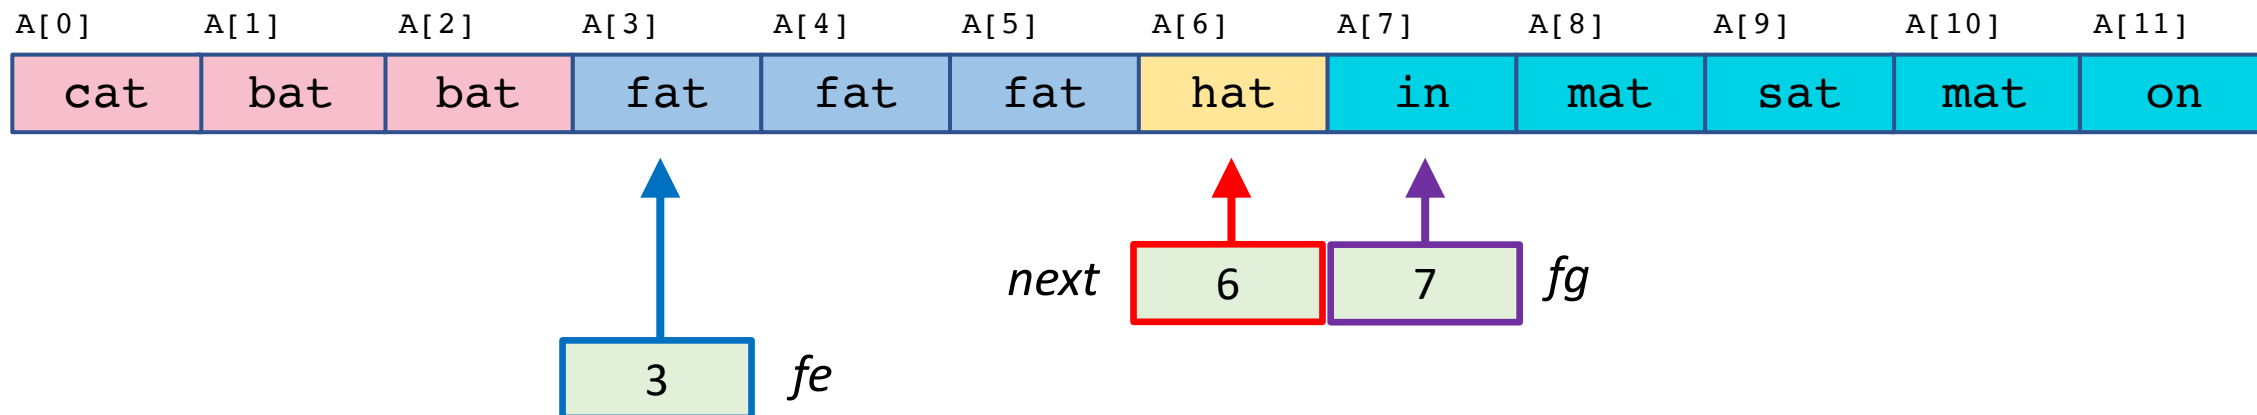 A[0] A[1] A[2] A[3] A[4] A[5] A[6] A[7] A[8] A[9] A[10] A[11]
cat bat bat fat fat fat hat in mat sat mat on
next 6 7 fg
3 fe